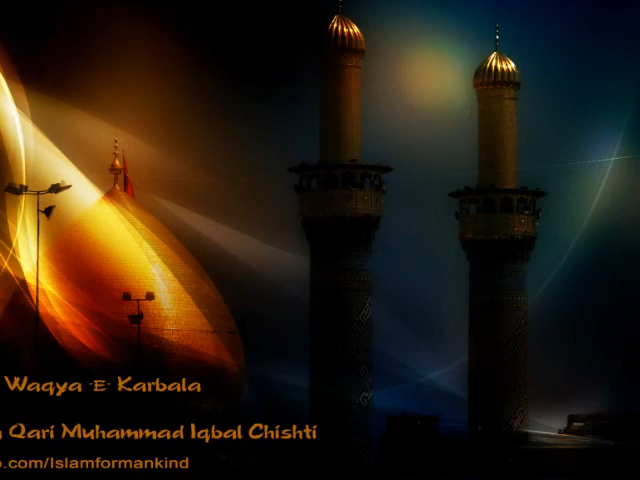 Waqya -E- Karbala
Qari Muhammad Iqbal Chishti
.com/Islamformankind